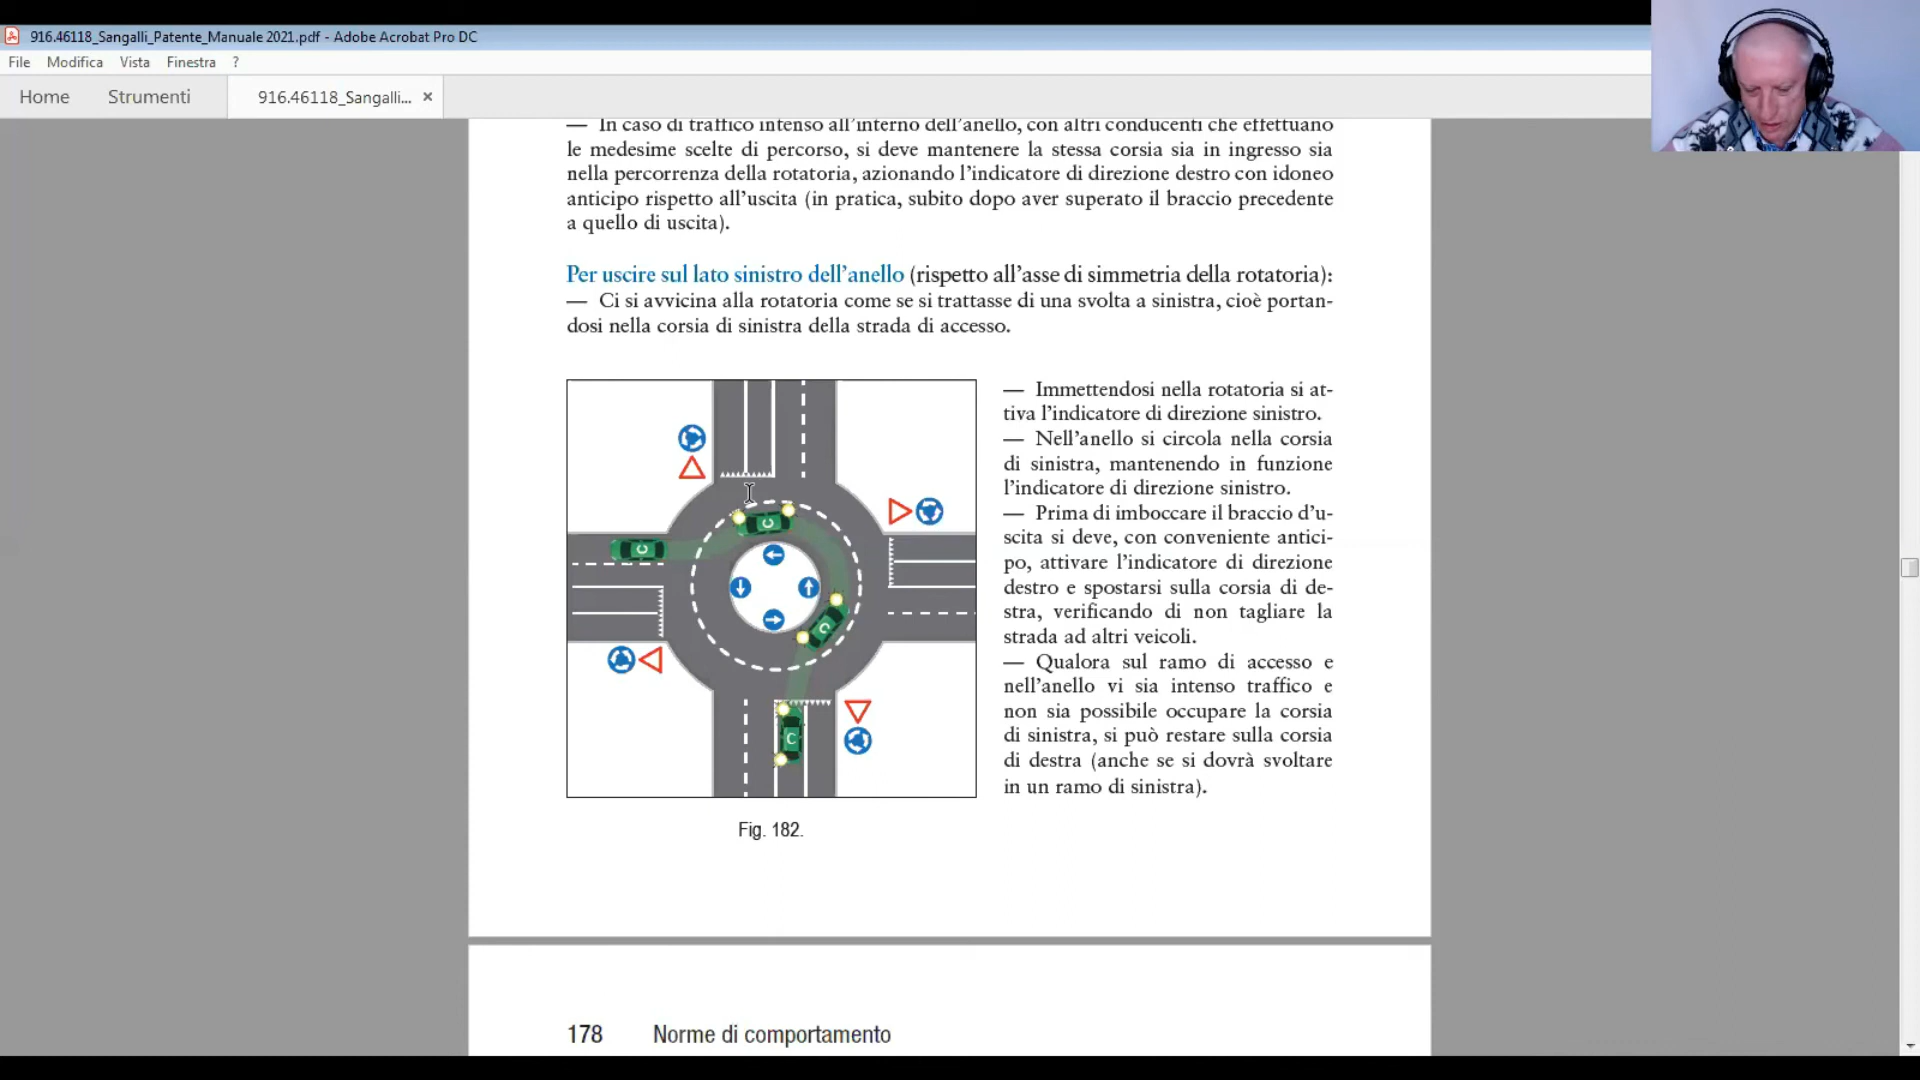 916.46118_Sangalli_Patente_Manuale 2021.pdf - Adobe Acrobat Pro DC
File Modifica Vista Finestra ?
Home Strumenti 916.46118_Sangalli... ×
— In caso di traffico intenso all’interno dell’anello, con altri conducenti che effettuano
le medesime scelte di percorso, si deve mantenere la stessa corsia sia in ingresso sia
nella percorrenza della rotatoria, azionando l’indicatore di direzione destro con idoneo
anticipo rispetto all’uscita (in pratica, subito dopo aver superato il braccio precedente
a quello di uscita).
Per uscire sul lato sinistro dell’anello (rispetto all’asse di simmetria della rotatoria):
— Ci si avvicina alla rotatoria come se si trattasse di una svolta a sinistra, cioè portan-
dosi nella corsia di sinistra della strada di accesso.
C
C
C
C
Fig. 182.
— Immettendosi nella rotatoria si at-
tiva l’indicatore di direzione sinistro.
— Nell’anello si circola nella corsia
di sinistra, mantenendo in funzione
l’indicatore di direzione sinistro.
— Prima di imboccare il braccio d’u-
scita si deve, con conveniente antici-
po, attivare l’indicatore di direzione
destro e spostarsi sulla corsia di de-
stra, verificando di non tagliare la
strada ad altri veicoli.
— Qualora sul ramo di accesso e
nell’anello vi sia intenso traffico e
non sia possibile occupare la corsia
di sinistra, si può restare sulla corsia
di destra (anche se si dovrà svoltare
in un ramo di sinistra).
178 Norme di comportamento